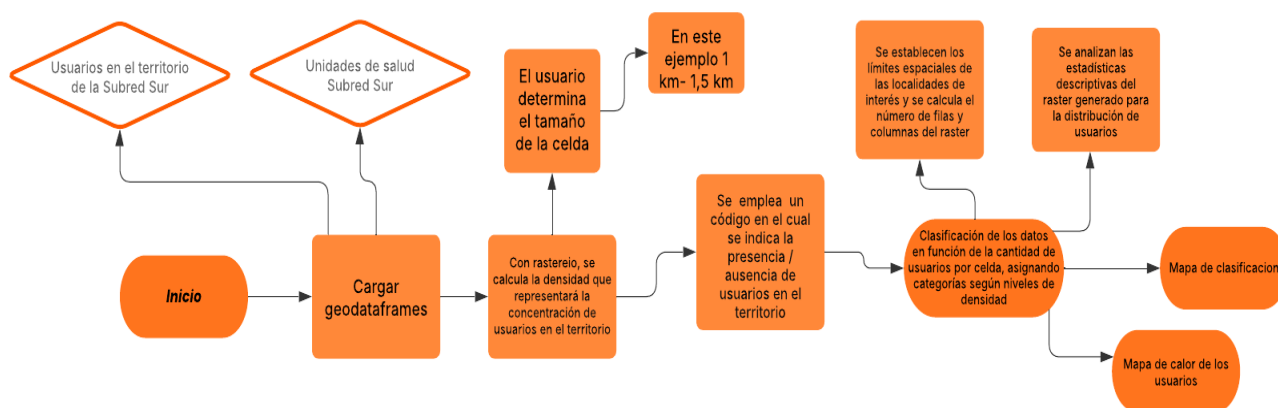 Usuarios en el territorio
de la Subred Sur
Unidades de salud
Subred Sur
El usuario
determina
el tamaño
de la celda
En este
ejemplo 1
km- 1,5 km
Se establecen los
límites espaciales de
las localidades de
interés y se calcula el
número de filas y
columnas del raster
Se analizan las
estadísticas
descriptivas del
raster generado para
la distribución de
usuarios
Inicio
Cargar
geodataframes
Con rastereio, se
calcula la densidad que
representará la
concentración de
usuarios en el territorio
Se emplea un
código en el cual
se indica la
presencia /
ausencia de
usuarios en el
territorio
Clasificación de los datos
en función de la cantidad de
usuarios por celda, asignando
categorías según niveles de
densidad
Mapa de clasificacion
Mapa de calor de los
usuarios